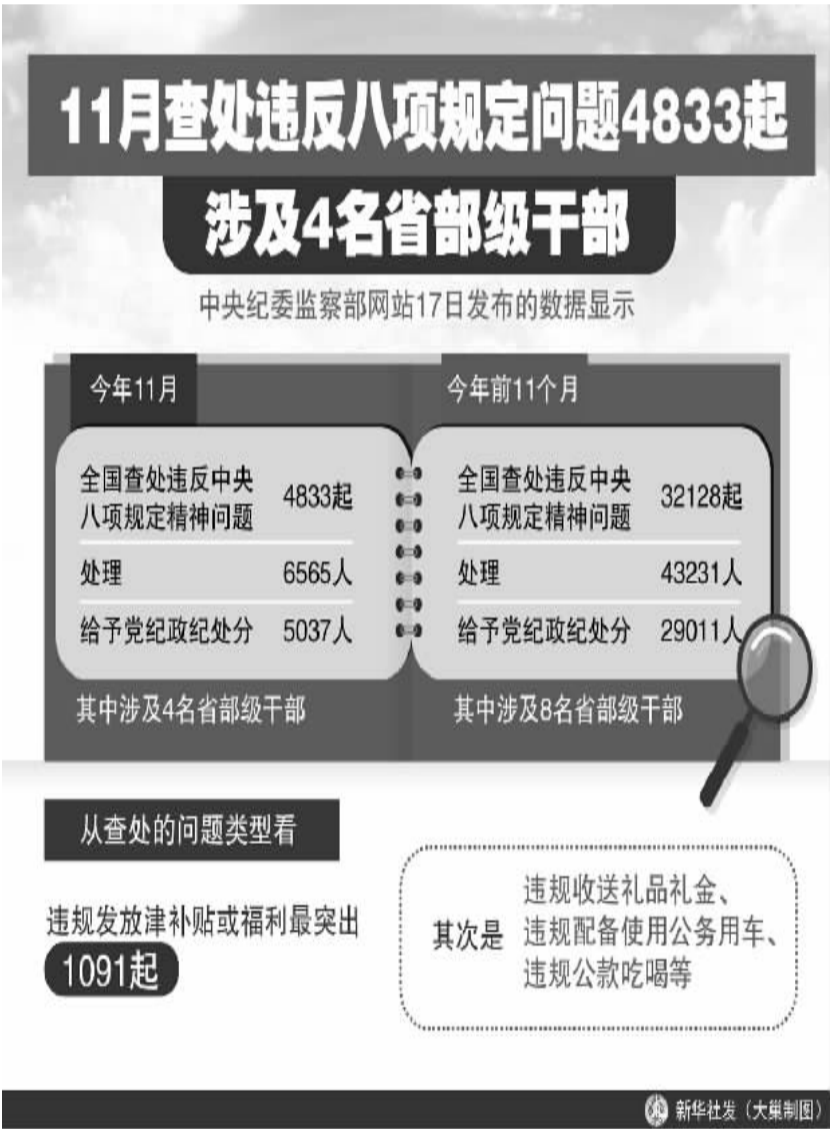 11月查处违反八项规定问题4833起
涉及4名省部级干部
中央纪委监察部网站17日发布的数据显示
今年11月
全国查处违反中央
八项规定精神问题 4833起
处理 6565人
给予党纪政纪处分 5037人
其中涉及4名省部级干部
今年前11个月
全国查处违反中央
八项规定精神问题 32128起
处理 43231人
给予党纪政纪处分 29011人
其中涉及8名省部级干部
从查处的问题类型看
违规发放津补贴或福利最突出
1091起
其次是
违规收送礼品礼金、
违规配备使用公务用车、
违规公款吃喝等
新华社发（大巢制图）